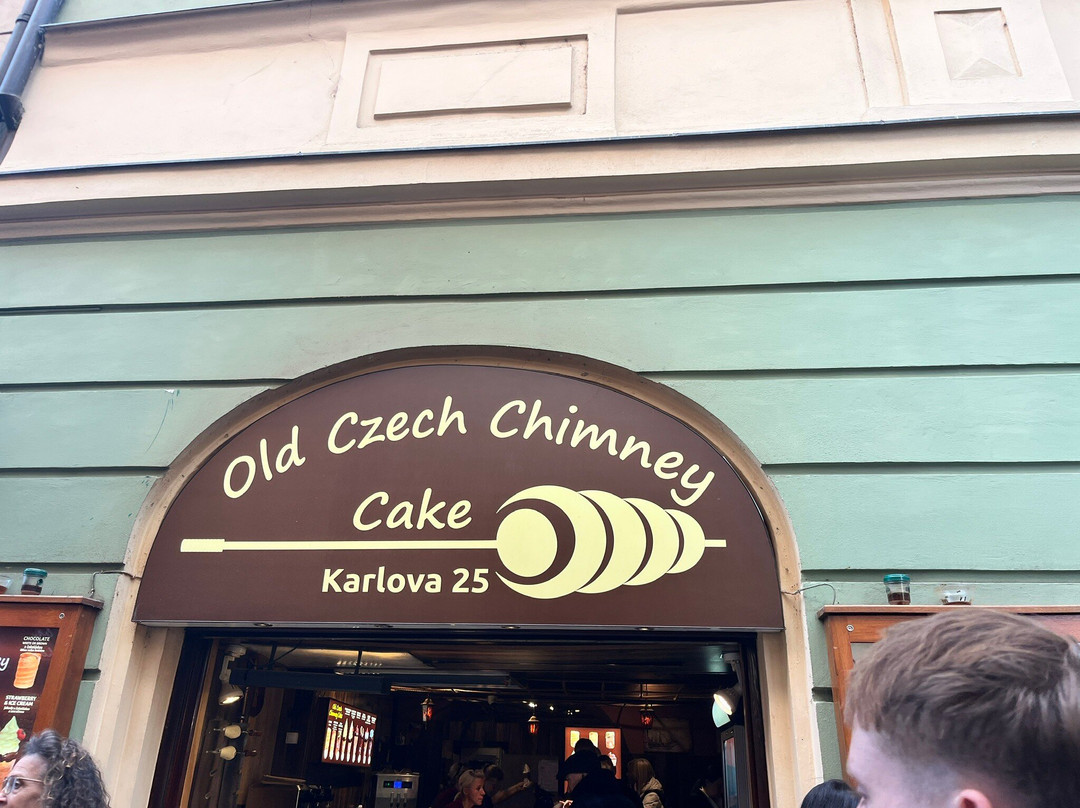 Old Czech Chimney
Cake
Karlova 25
CHOCOLATE
STRAWBERRY
& ICE CREAM